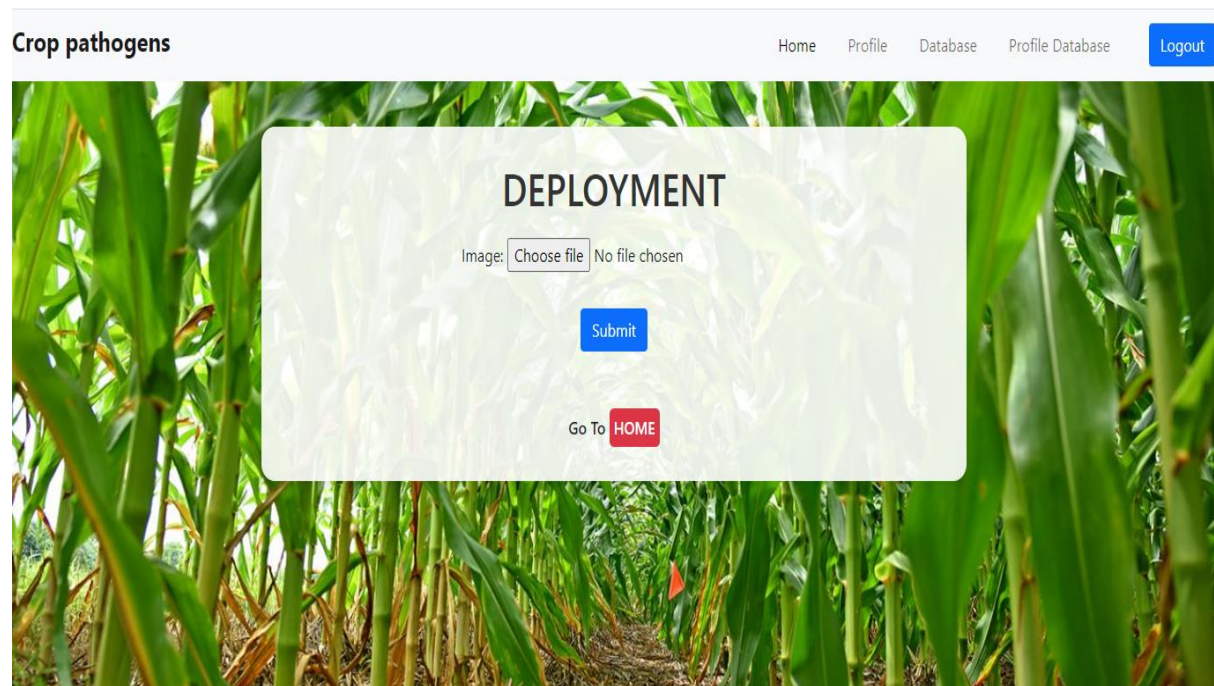 Crop pathogens
Home Profile Database Profile Database Logout
DEPLOYMENT
Image: Choose file No file chosen
Submit
Go To HOME